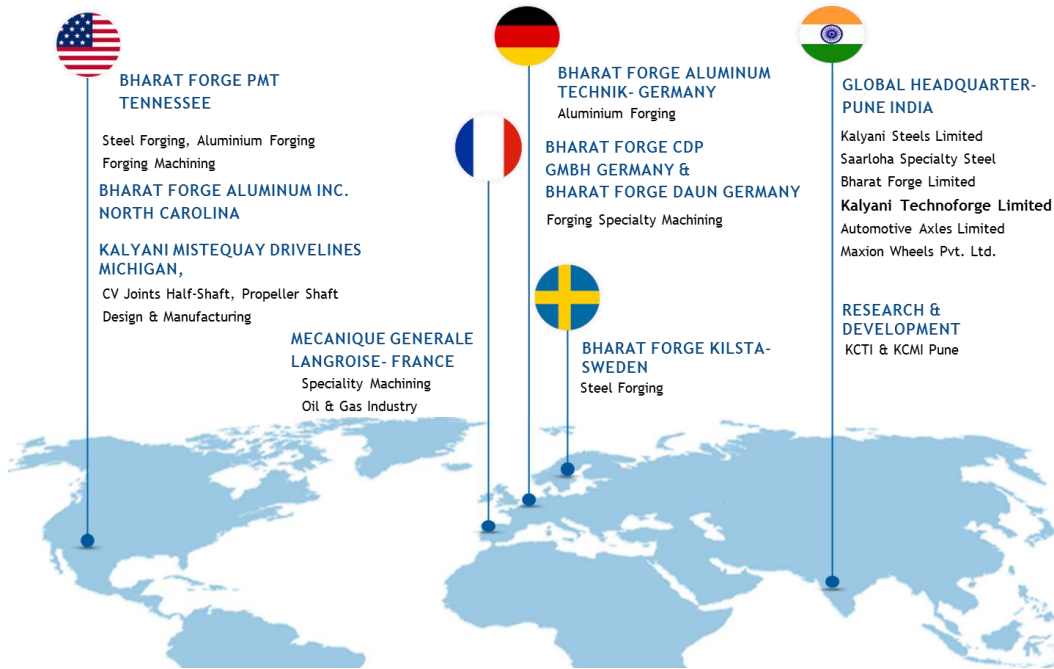 BHARAT FORGE PMT
TENNESSEE
Steel Forging, Aluminium Forging
Forging Machining
BHARAT FORGE ALUMINUM INC.
NORTH CAROLINA
KALYANI MISTEQUAY DRIVELINES
MICHIGAN,
CV Joints Half-Shaft, Propeller Shaft
Design & Manufacturing
MECANIQUE GENERALE
LANGROISE- FRANCE
Speciality Machining
Oil & Gas Industry
BHARAT FORGE ALUMINUM
TECHNIK- GERMANY
Aluminium Forging
BHARAT FORGE CDP
GMBH GERMANY &
BHARAT FORGE DAUN GERMANY
Forging Specialty Machining
BHARAT FORGE KILSTA-
SWEDEN
Steel Forging
GLOBAL HEADQUARTER-
PUNE INDIA
Kalyani Steels Limited
Saarloha Specialty Steel
Bharat Forge Limited
Kalyani Technoforge Limited
Automotive Axles Limited
Maxion Wheels Pvt. Ltd.
RESEARCH &
DEVELOPMENT
KCTI & KCMI Pune